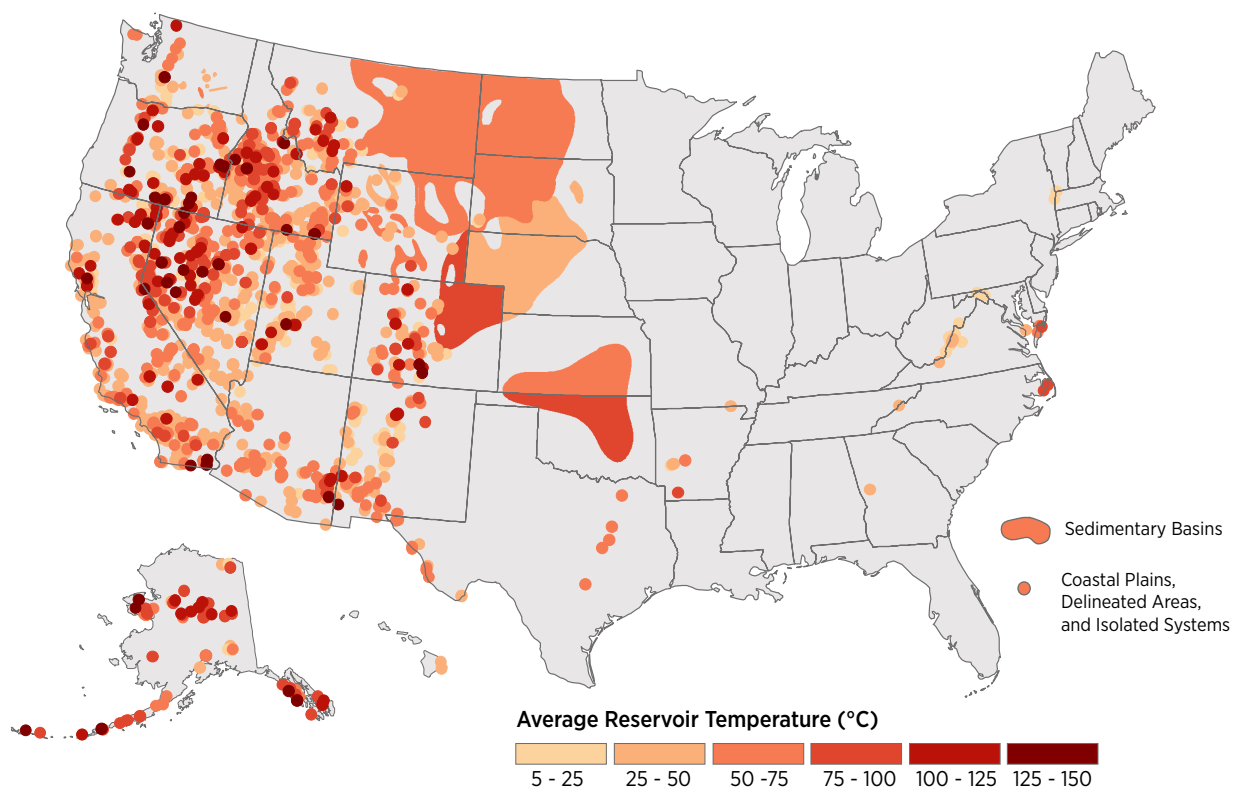 Sedimentary Basins
Coastal Plains,
Delineated Areas,
and Isolated Systems
Average Reservoir Temperature (°C)
5 - 25 25 - 50 50 -75 75 - 100 100 - 125 125 - 150